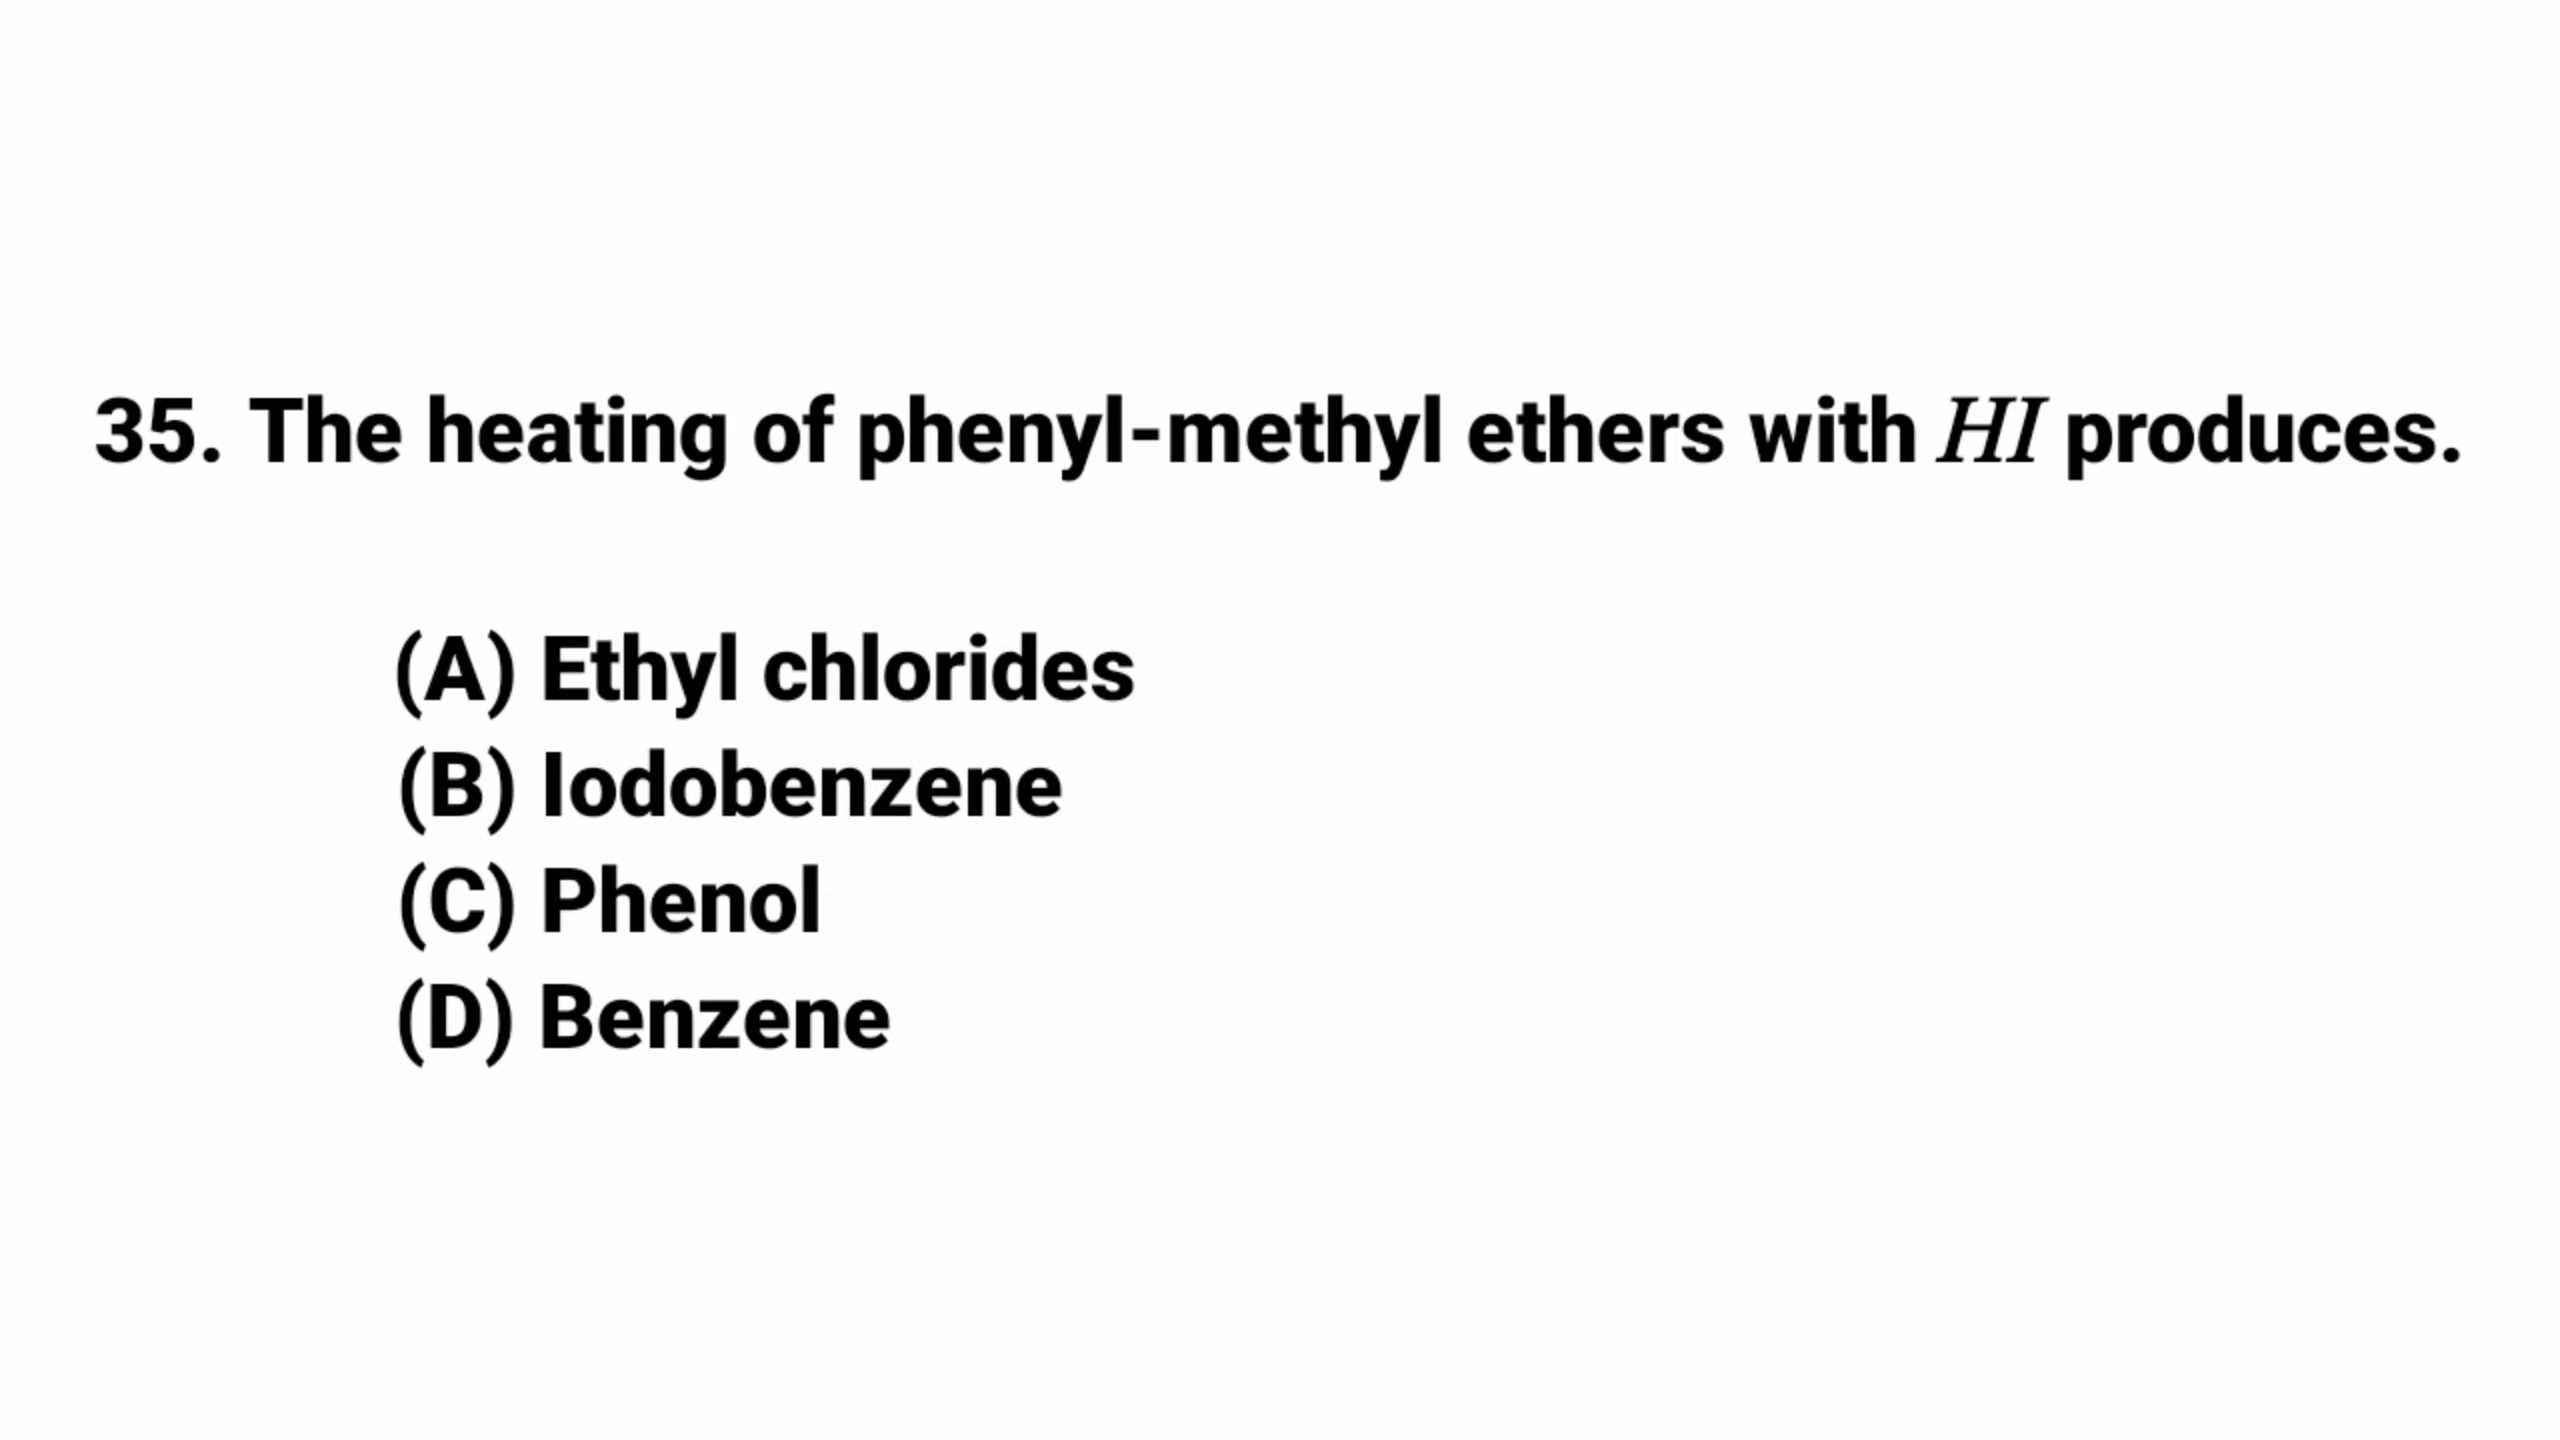 35. The heating of phenyl-methyl ethers with HI produces.
(A) Ethyl chlorides
(B) Iodobenzene
(C) Phenol
(D) Benzene